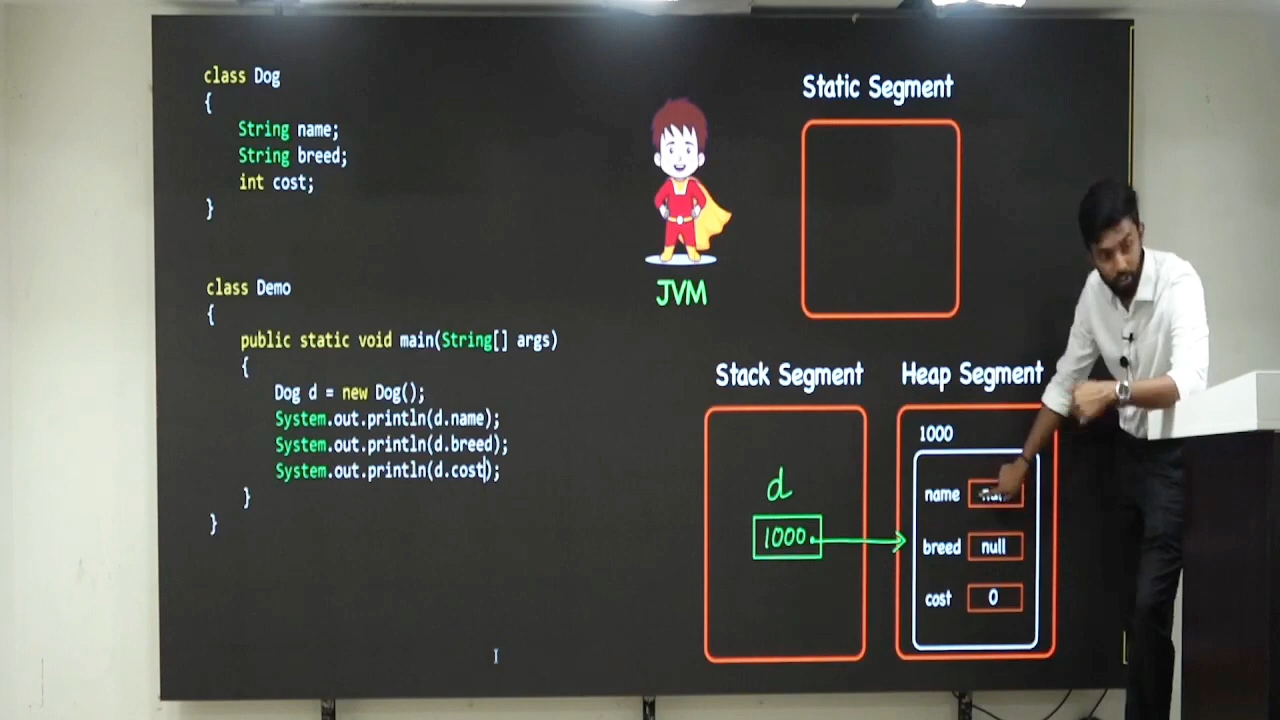 class Dog
{
String name;
String breed;
int cost;
}
class Demo
{
public static void main(String[] args)
{
Dog d = new Dog();
System.out.println(d.name);
System.out.println(d.breed);
System.out.println(d.cost);
}
}
JVM
Static Segment
Stack Segment
d
1000
Heap Segment
1000
name
breed null
cost 0